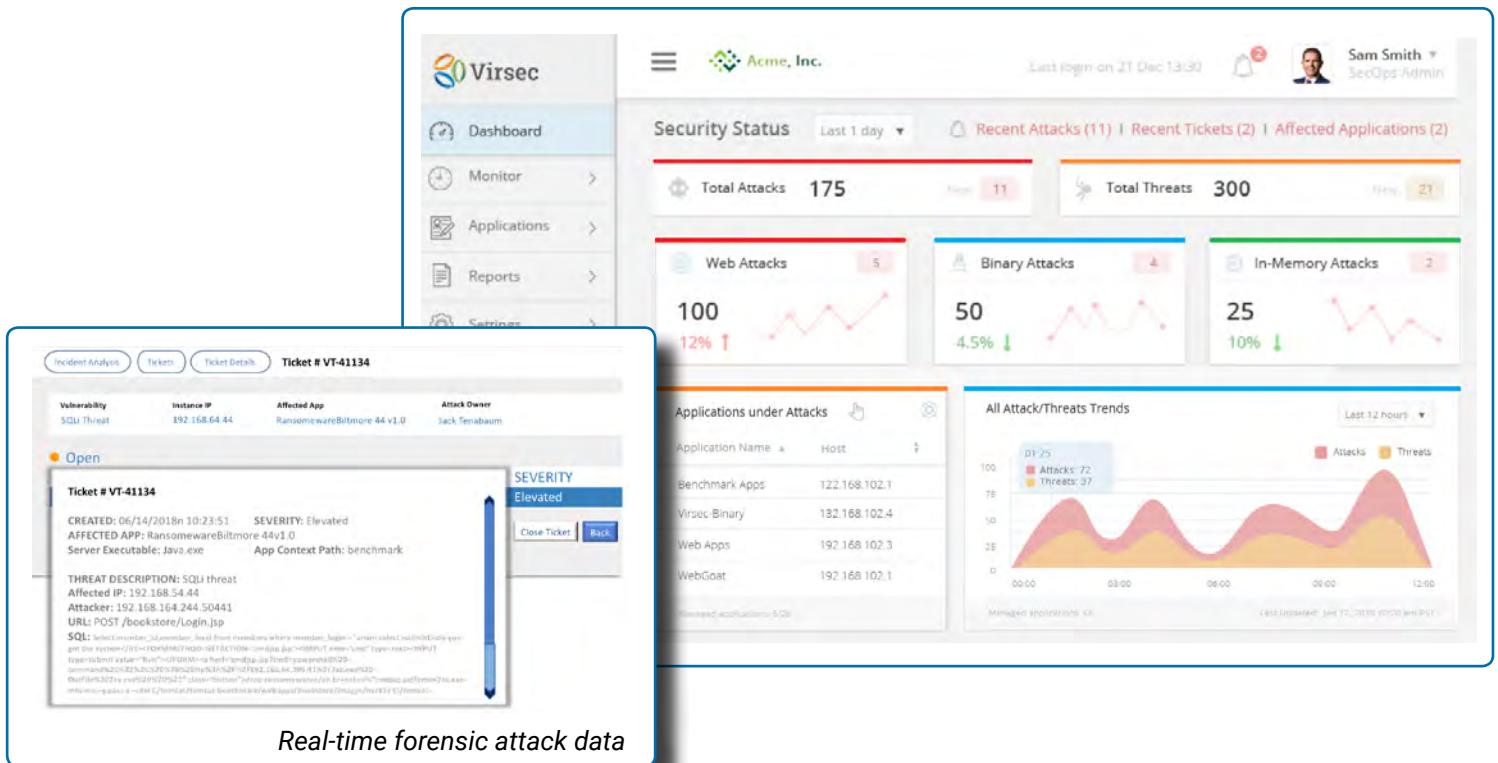 Virsec
Acme, Inc.
Last login on 21 Dec 13:30
2
Sam Smith
SecOps Admin
Dashboard
Monitor
Applications
Reports
Settings
Security Status
Last 1 day
Recent Attacks (11) I Recent Tickets (2) I Affected Applications (2)
Total Attacks 175 New 11
Total Threats 300 New 21
Web Attacks 5
100
12%
Binary Attacks 4
50
4.5%
In-Memory Attacks 2
25
10%
Applications under Attacks
Application Name Host
Benchmark Apps 122.168.102.1
Virsec-Binary 132.168.102.4
Web Apps 192.168.102.3
WebGoat 192.168.102.1
All Attack/Threats Trends
Last 12 hours
Attacks Threats
01:25
Attacks: 72
Threats: 37
100
75
50
25
0
00:00 03:00 06:00 09:00 12:00
Incident Analysis Tickets Ticket Details Ticket # VT-41134
Vulnerability Instance IP Affected App Attack Owner
SQLi Threat 192.168.64.44 RansomewareBiltmore 44 v1.0 Jack Tenabaum
Open
SEVERITY
Elevated
Close Ticket Back
Ticket # VT-41134
CREATED: 06/14/2018n 10:23:51 SEVERITY: Elevated
AFFECTED APP: RansomewareBiltmore 44v1.0
Server Executable: Java.exe App Context Path: benchmark
THREAT DESCRIPTION: SQLi threat
Affected IP: 192.168.54.44
Attacker: 192.168.164.244.50441
URL: POST /bookstore/Login.jsp
SQL:
Real-time forensic attack data